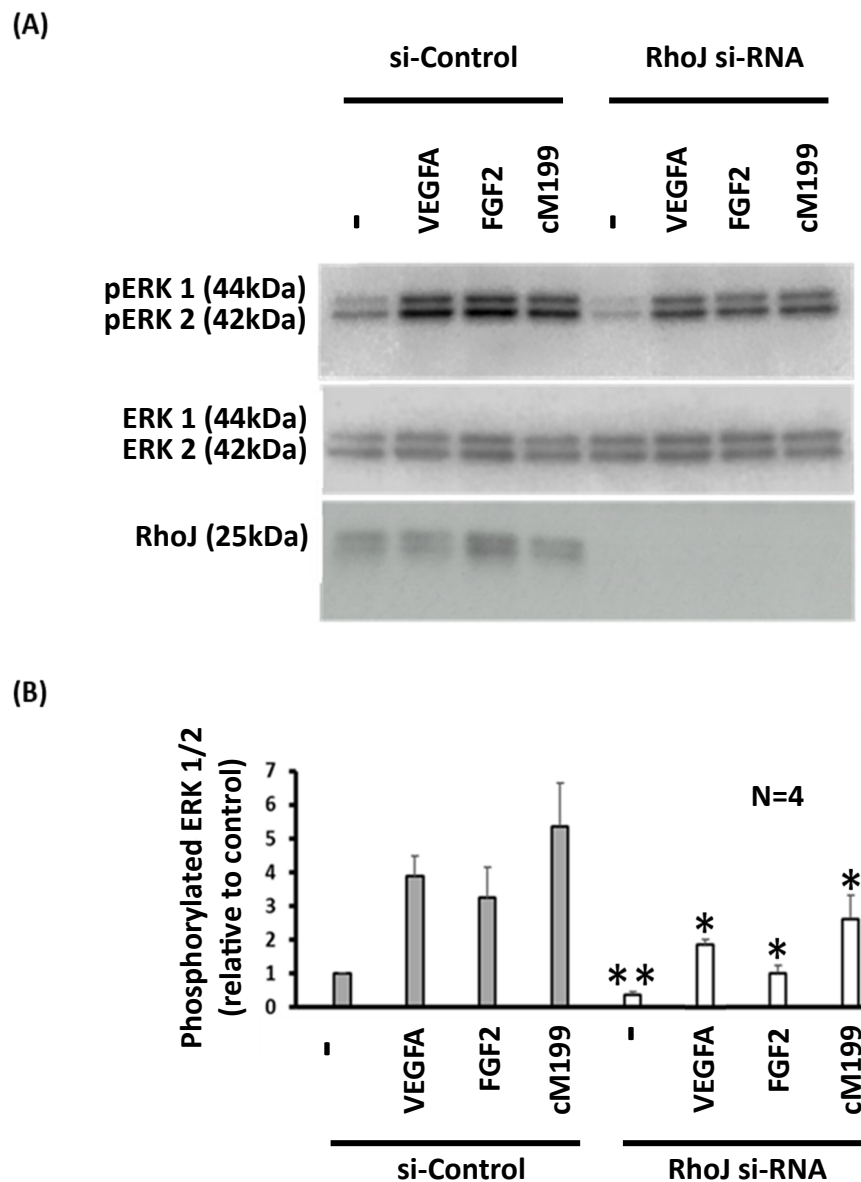 (A)
si-Control RhoJ si-RNA
- VEGFA FGF2 cM199 - VEGFA FGF2 cM199
pERK 1 (44kDa)
pERK 2 (42kDa)
ERK 1 (44kDa)
ERK 2 (42kDa)
RhoJ (25kDa)
(B)
Phosphorylated ERK 1/2
(relative to control)
7
6
5
4
3
2
1
0
N=4
** * * *
- VEGFA FGF2 cM199 - VEGFA FGF2 cM199
si-Control RhoJ si-RNA